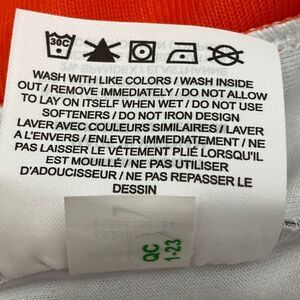 30C
WASH WITH LIKE COLORS / WASH INSIDE
OUT / REMOVE IMMEDIATELY / DO NOT ALLOW
TO LAY ON ITSELF WHEN WET / DO NOT USE
SOFTENERS / DO NOT IRON DESIGN
LAVER AVEC COULEURS SIMILAIRES / LAVER
A L'ENVERS / ENLEVER IMMÉDIATEMENT / NE
PAS LAISSER LE VÊTEMENT PLIÉ LORSQU'IL
EST MOUILLÉ / NE PAS UTILISER
D'ADOUCISSEUR / NE PAS REPASSER LE
DESSIN
QC
1-23